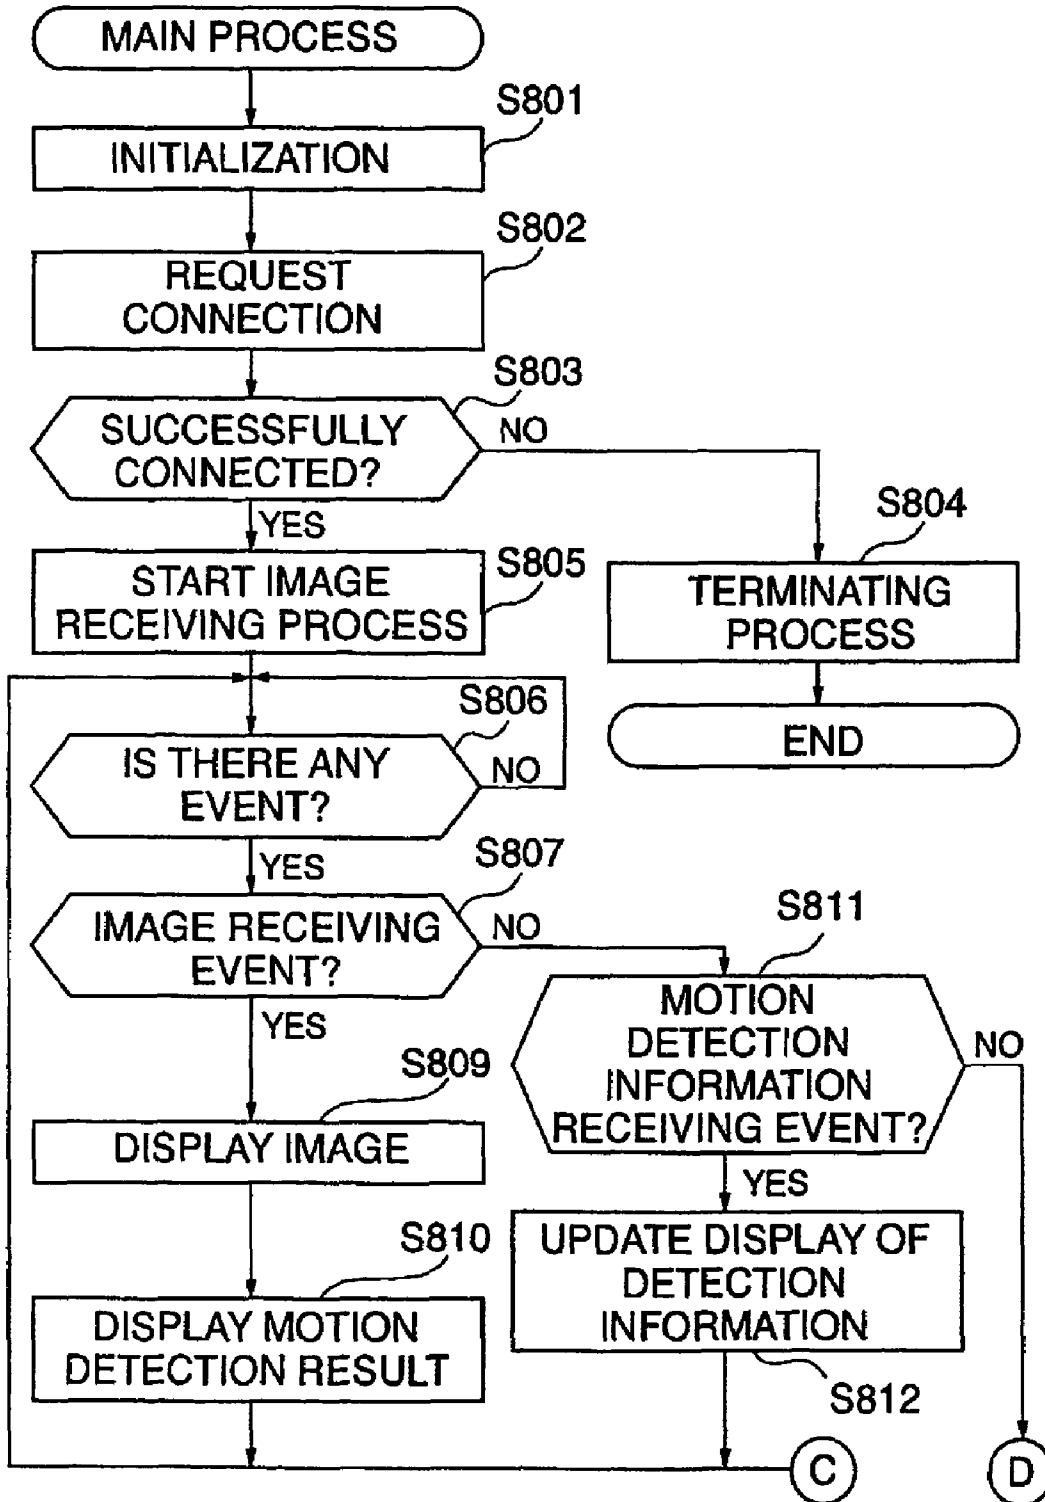 MAIN PROCESS
S801
INITIALIZATION
S802
REQUEST
CONNECTION
S803
SUCCESSFULLY
CONNECTED?
NO
YES
S804
TERMINATING
PROCESS
END
S805
START IMAGE
RECEIVING PROCESS
S806
IS THERE ANY
EVENT?
NO
YES
S807
IMAGE RECEIVING
EVENT?
NO
YES
S811
MOTION
DETECTION
INFORMATION
RECEIVING EVENT?
NO
YES
S809
DISPLAY IMAGE
S810
DISPLAY MOTION
DETECTION RESULT
UPDATE DISPLAY OF
DETECTION
INFORMATION
S812
C
D